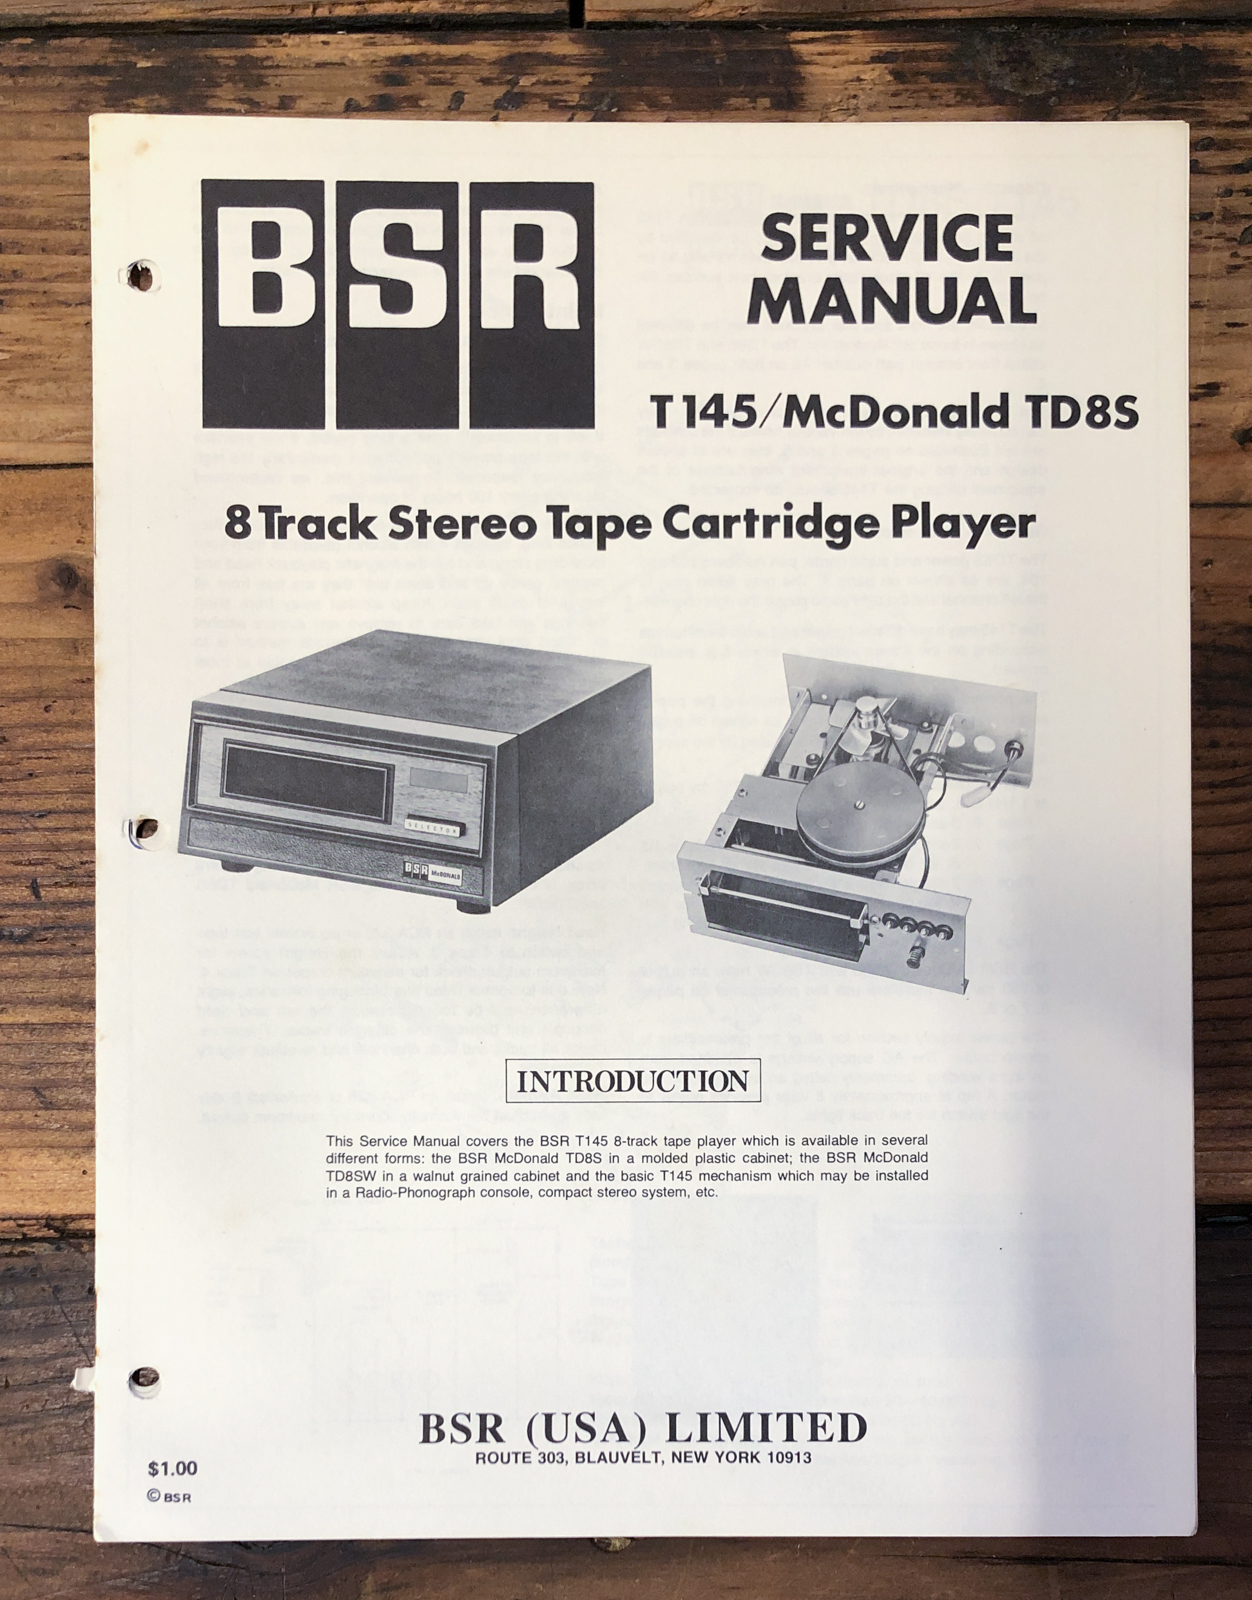 BSR
SERVICE
MANUAL
T145/McDonald TD8S
8 Track Stereo Tape Cartridge Player
SELECTOR
BSR McDONALD
INTRODUCTION
This Service Manual covers the BSR T145 8-track tape player which is available in several
different forms: the BSR McDonald TD8S in a molded plastic cabinet; the BSR McDonald
TD8SW in a walnut grained cabinet and the basic T145 mechanism which may be installed
in a Radio-Phonograph console, compact stereo system, etc.
BSR (USA) LIMITED
ROUTE 303, BLAUVELT, NEW YORK 10913
$1.00
© BSR